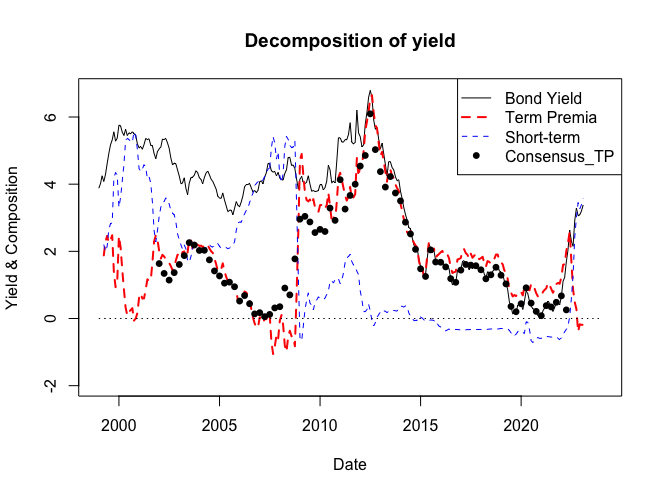 Decomposition of yield
Yield & Composition
6
4
2
0
-2
Bond Yield
Term Premia
Short-term
Consensus_TP
2000
2005
2010
2015
2020
Date